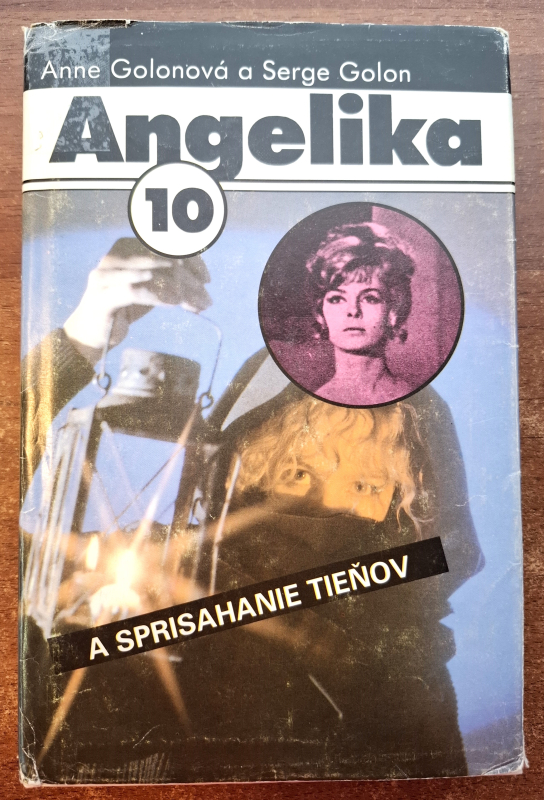 Anne Golonová a Serge Golon
Angelika
10
A SPRISAHANIE TIEŇOV